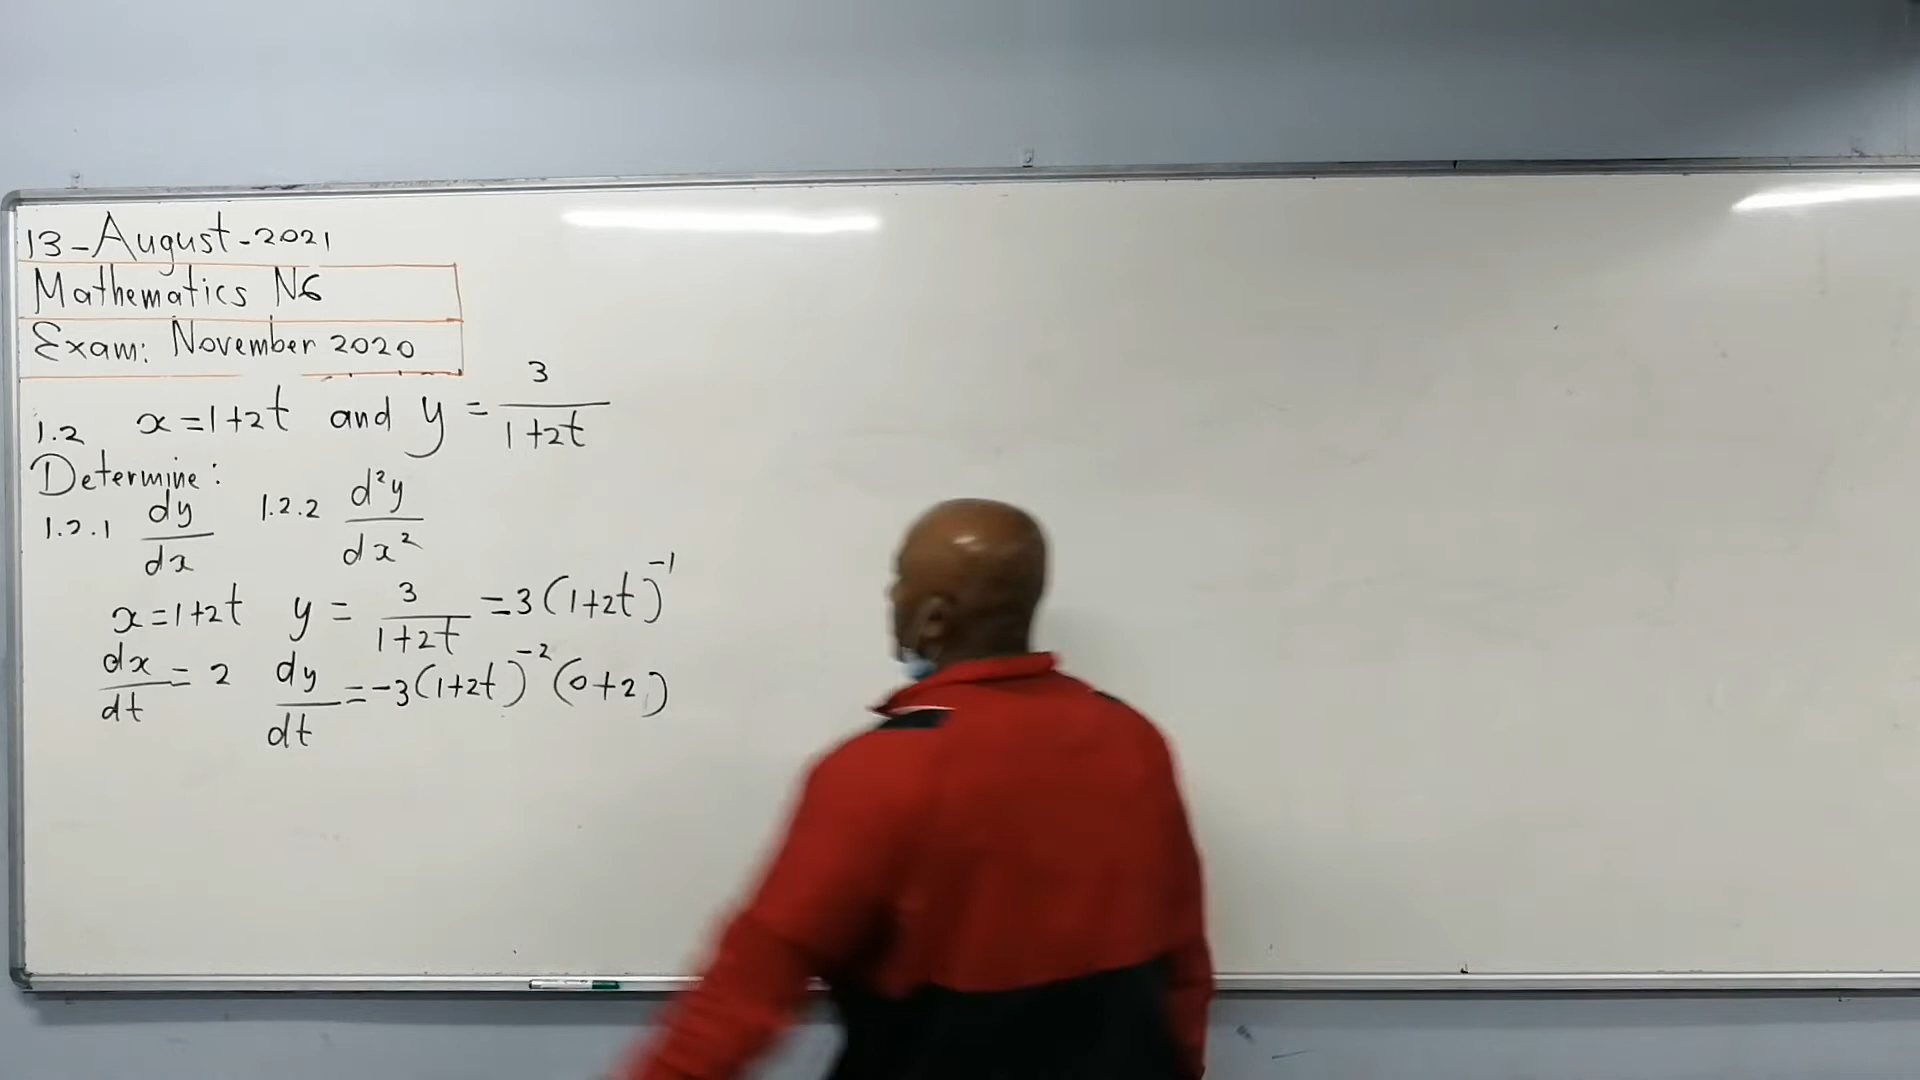 13-August-2021
Mathematics N6
Exam: November 2020
1.2 x = 1+2t and y = 3/(1+2t)
Determine:
1.2.1 dy/dx 1.2.2 d²y/dx²
x = 1+2t y = 3/(1+2t) = 3(1+2t)⁻¹
dx/dt = 2 dy/dt = -3(1+2t)⁻²(0+2)